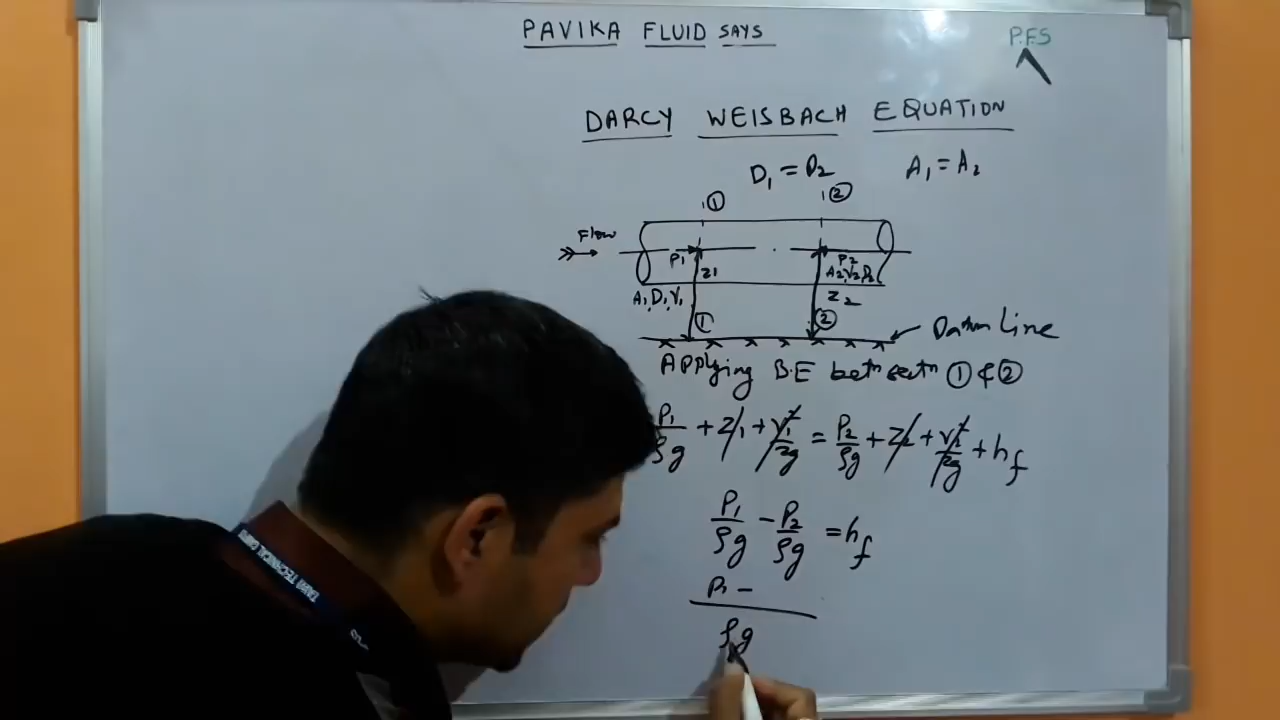 PAVIKA FLUID SAYS
P.F.S
DARCY WEISBACH EQUATION
D₁ = D₂ A₁ = A₂
① ②
Flow
P₁ P₂
Z₁ A₂,V₂,D₂
A₁,D₁,V₁ Z₂
① ②
Datum Line
Applying B.E betn sectn ① & ②
P₁/ρg + Z₁ + V₁²/2g = P₂/ρg + Z₂ + V₂²/2g + hf
P₁/ρg − P₂/ρg = hf
P₁ −
ρg